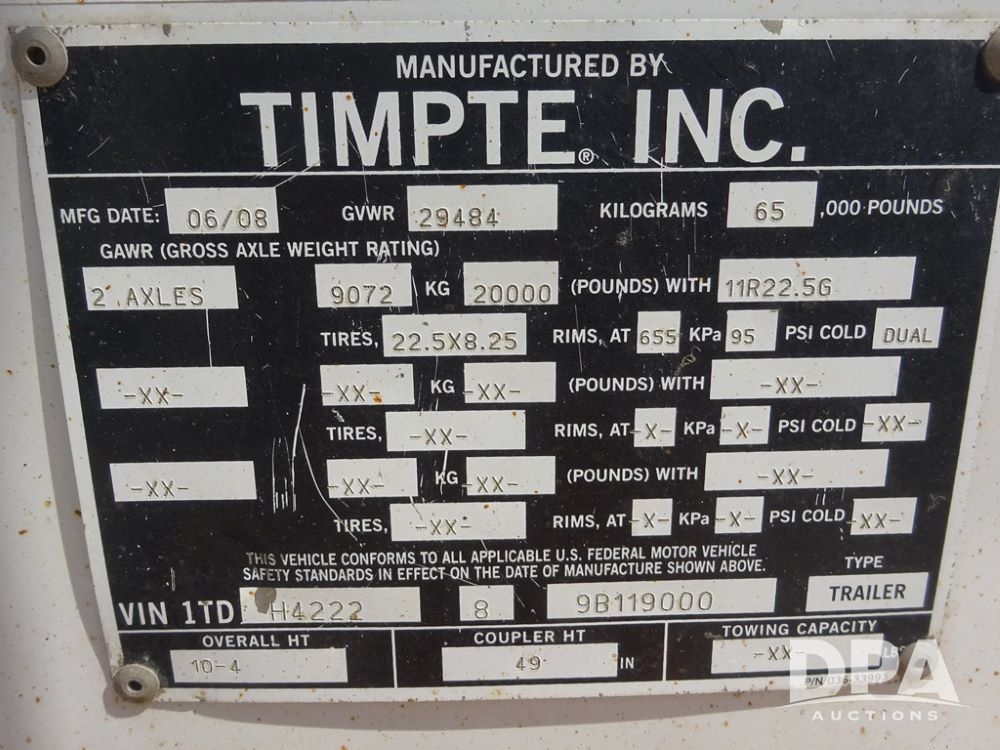 MANUFACTURED BY
TIMPTE® INC.
MFG DATE: 06/08 GVWR 29484 KILOGRAMS 65 ,000 POUNDS
GAWR (GROSS AXLE WEIGHT RATING)
2 AXLES 9072 KG 20000 (POUNDS) WITH 11R22.5G
TIRES, 22.5X8.25 RIMS, AT 655 KPa 95 PSI COLD DUAL
-XX- -XX- KG -XX- (POUNDS) WITH -XX-
TIRES, -XX- RIMS, AT -X- KPa -X- PSI COLD -XX-
-XX- -XX- KG -XX- (POUNDS) WITH -XX-
TIRES, -XX- RIMS, AT -X- KPa -X- PSI COLD -XX-
THIS VEHICLE CONFORMS TO ALL APPLICABLE U.S. FEDERAL MOTOR VEHICLE
SAFETY STANDARDS IN EFFECT ON THE DATE OF MANUFACTURE SHOWN ABOVE.
TYPE
VIN 1TD H4222 8 9B119000 TRAILER
OVERALL HT COUPLER HT TOWING CAPACITY
10-4 49 IN -XX- LBS
P/N 036-33993
DPA
AUCTIONS